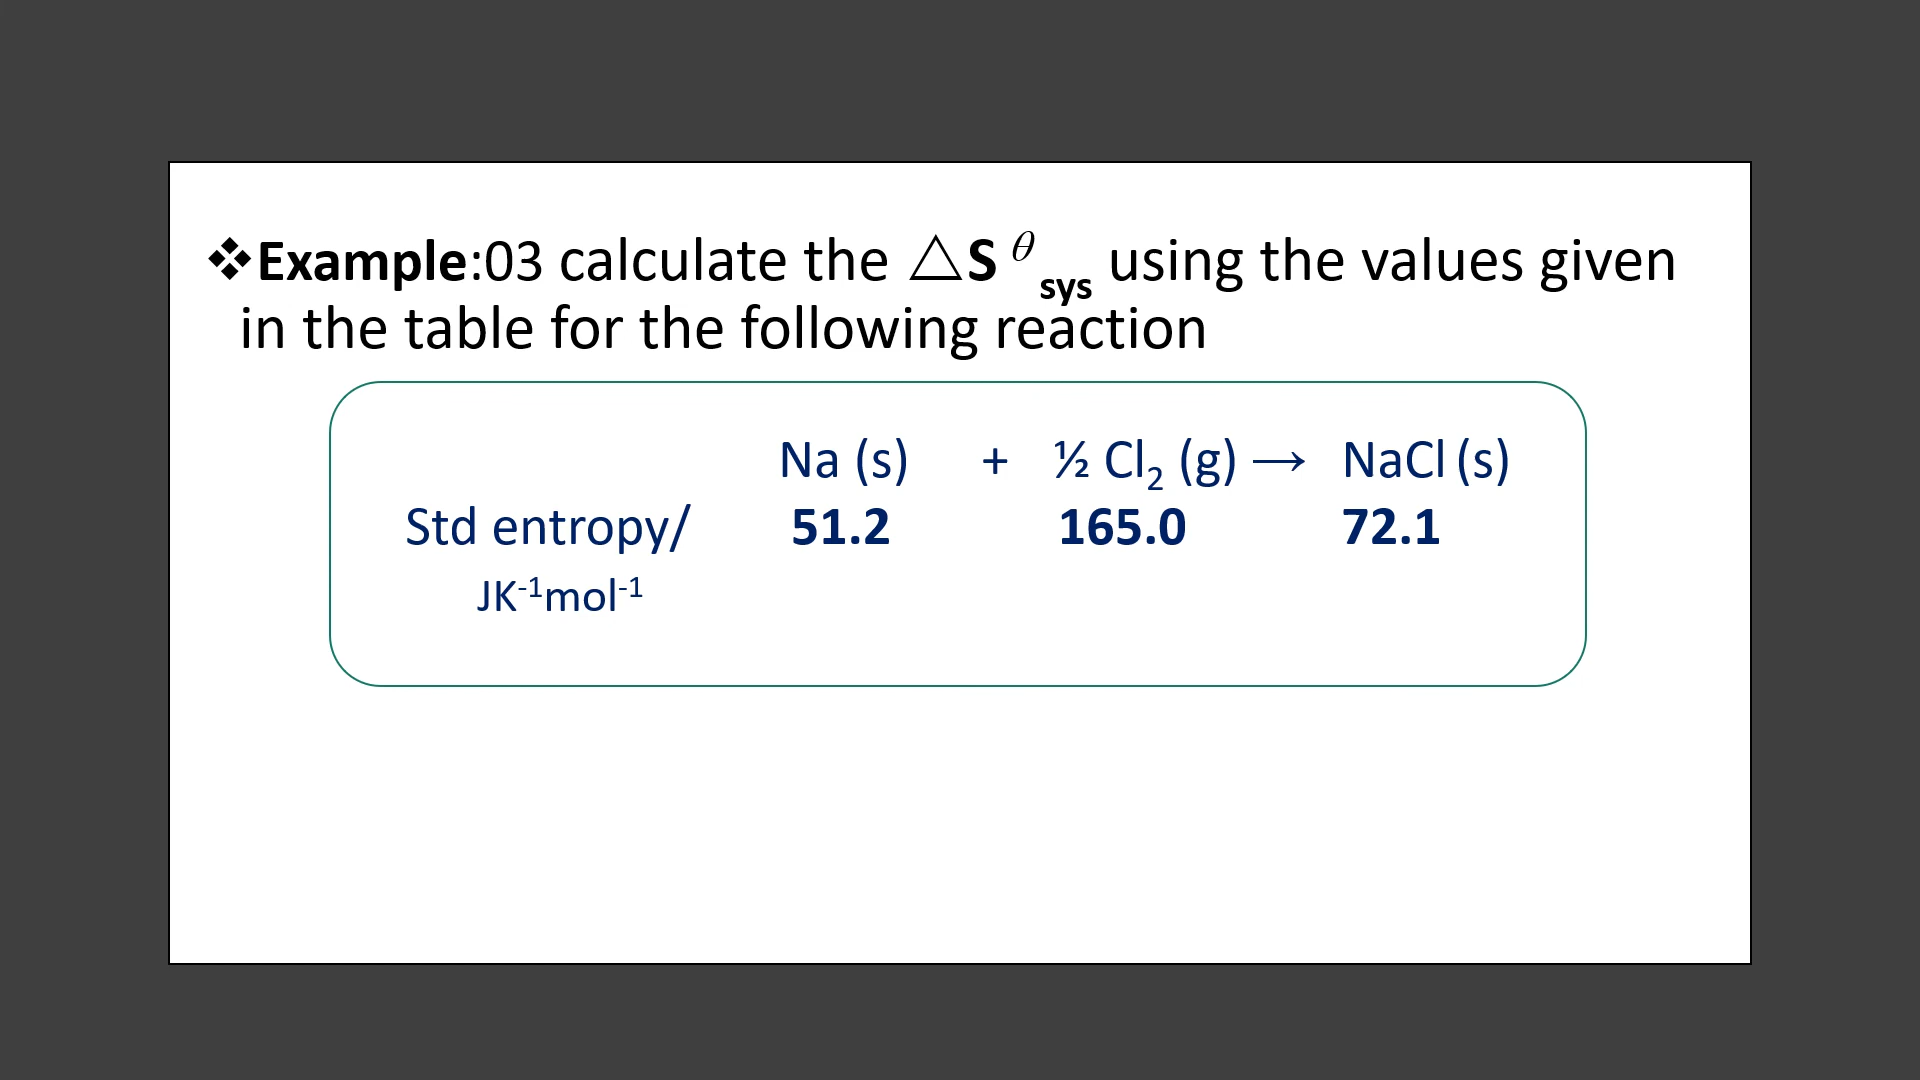 ❖Example:03 calculate the △S θ sys using the values given
in the table for the following reaction
Na (s) + ½ Cl₂ (g) → NaCl (s)
Std entropy/ 51.2 165.0 72.1
JK⁻¹mol⁻¹